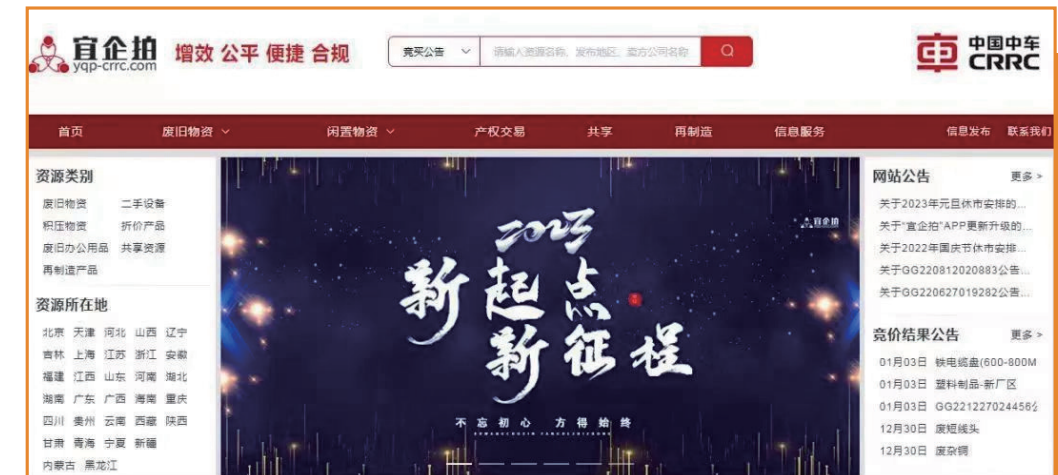 宜企拍
yqp-crrc.com
增效 公平 便捷 合规
竞买公告
请输入资源名称、发布地区、卖方公司名称
中国中车
CRRC
首页 废旧物资 闲置物资 产权交易 共享 再制造 信息服务 信息发布 联系我们
资源类别
废旧物资 二手设备
积压物资 折价产品
废旧办公用品 共享资源
再制造产品
资源所在地
北京 天津 河北 山西 辽宁
吉林 上海 江苏 浙江 安徽
福建 江西 山东 河南 湖北
湖南 广东 广西 海南 重庆
四川 贵州 云南 西藏 陕西
甘肃 青海 宁夏 新疆
内蒙古 黑龙江
宜企拍
2023
新起点
新征程
不忘初心 方得始终
网站公告 更多 >
关于2023年元旦休市安排的...
关于"宜企拍"APP更新升级的...
关于2022年国庆节休市安排...
关于GG220812020883公告...
关于GG220627019282公告...
竞价结果公告 更多 >
01月03日 铁电缆盘(600-800M
01月03日 塑料制品-新厂区
01月03日 GG221227024456
12月30日 废短线头
12月30日 废杂铜